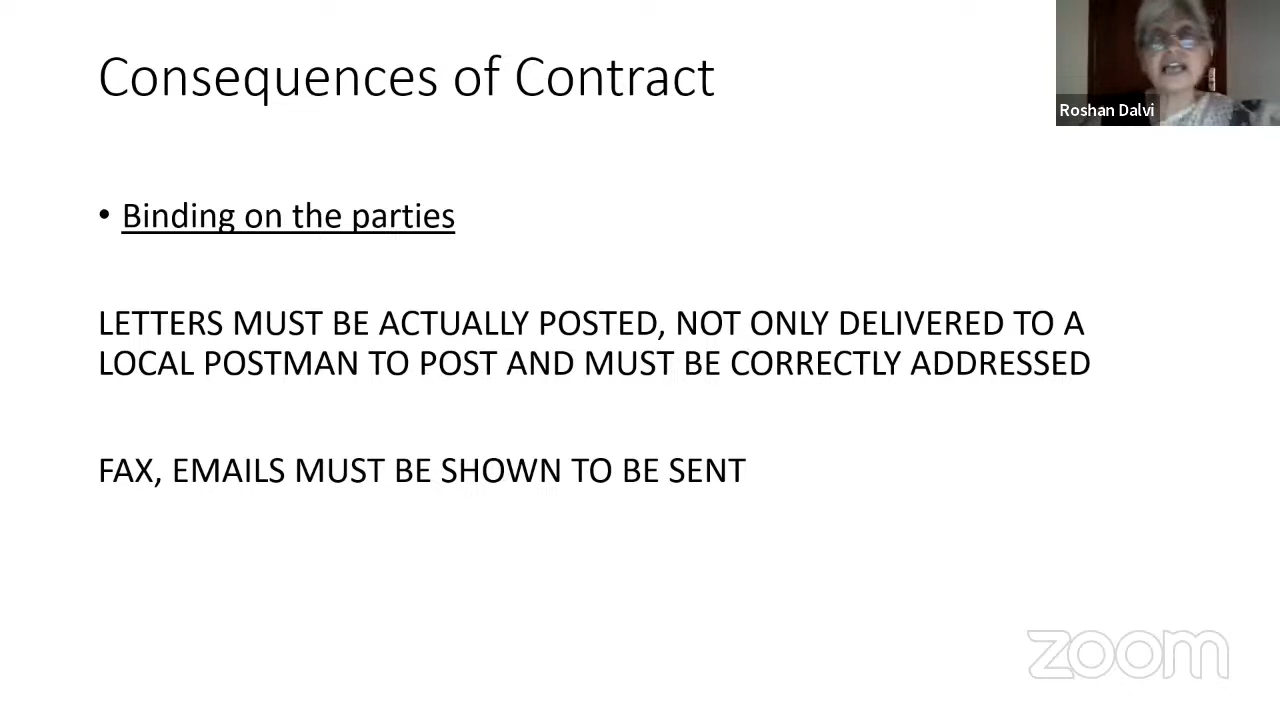 Consequences of Contract
Roshan Dalvi
• Binding on the parties
LETTERS MUST BE ACTUALLY POSTED, NOT ONLY DELIVERED TO A
LOCAL POSTMAN TO POST AND MUST BE CORRECTLY ADDRESSED
FAX, EMAILS MUST BE SHOWN TO BE SENT
zoom